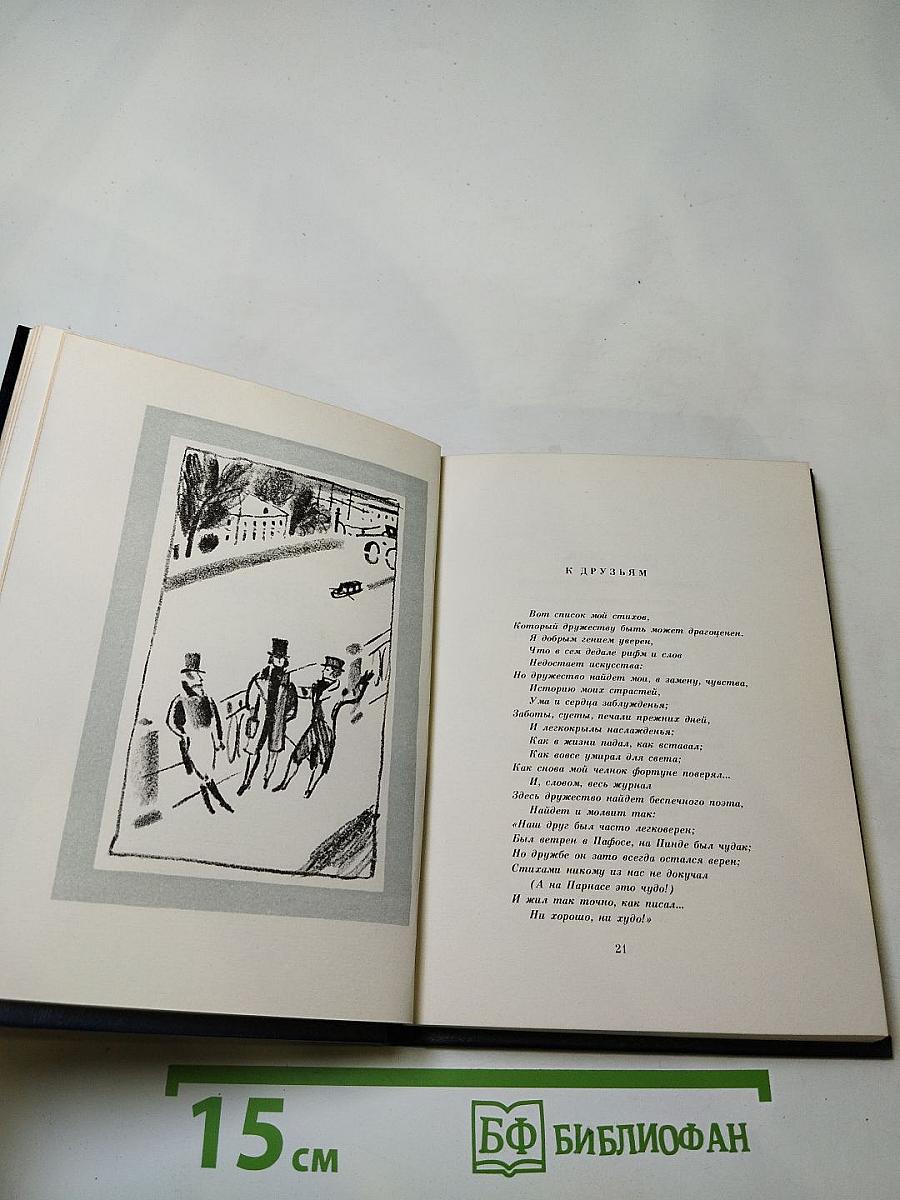 К ДРУЗЬЯМ
Вот список мой стихов,
Который дружеству быть может драгоценен.
Я добрым гением уверен,
Что в сем дедале рифм и слов
Недостает искусства:
Но дружество найдет мои, в замену, чувства,
Историю моих страстей,
Ума и сердца заблужденья;
Заботы, суеты, печали прежних дней,
И легкокрылы наслажденья;
Как в жизни падал, как вставал;
Как вовсе умирал для света;
Как снова мой челнок фортуне поверял...
И, словом, весь журнал
Здесь дружество найдет беспечного поэта,
Найдет и молвит так:
«Наш друг был часто легковерен;
Был ветрен в Пафосе, на Пинде был чудак;
Но дружбе он зато всегда остался верен;
Стихами никому из нас не докучал
(А на Парнасе это чудо!)
И жил так точно, как писал...
Ни хорошо, ни худо!»
21
15 см
БФ БИБЛИОФАН